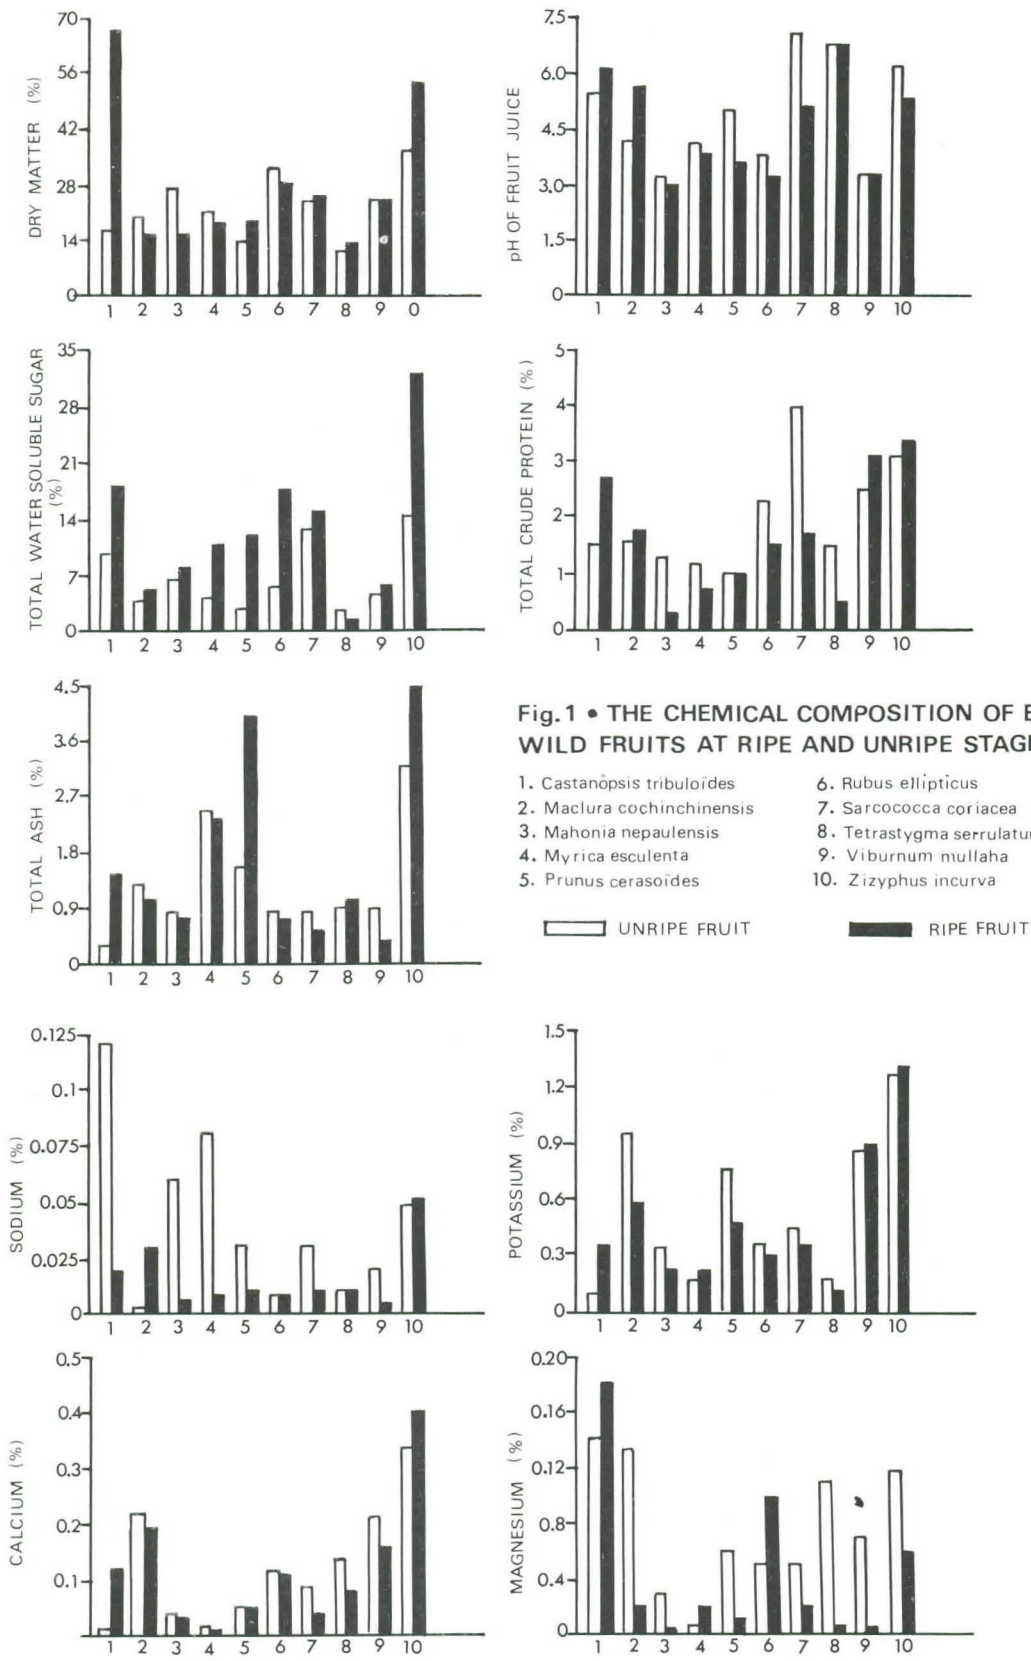 70
56
42
28
14
0
DRY MATTER (%)
1 2 3 4 5 6 7 8 9 0
7.5
6.0
4.5
3.0
1.5
0
pH OF FRUIT JUICE
1 2 3 4 5 6 7 8 9 10
35
28
21
14
7
0
TOTAL WATER SOLUBLE SUGAR
(%)
1 2 3 4 5 6 7 8 9 10
5
4
3
2
1
0
TOTAL CRUDE PROTEIN (%)
1 2 3 4 5 6 7 8 9 10
4.5
3.6
2.7
1.8
0.9
0
TOTAL ASH (%)
1 2 3 4 5 6 7 8 9 10
Fig.1 • THE CHEMICAL COMPOSITION OF
WILD FRUITS AT RIPE AND UNRIPE STAG
1. Castanopsis tribuloïdes
2. Maclura cochinchinensis
3. Mahonia nepaulensis
4. Myrica esculenta
5. Prunus cerasoïdes
6. Rubus ellipticus
7. Sarcococca coriacea
8. Tetrastygma serrulatu
9. Viburnum mullaha
10. Zizyphus incurva
UNRIPE FRUIT
RIPE FRUIT
0.125
0.1
0.075
0.05
0.025
0
SODIUM (%)
1 2 3 4 5 6 7 8 9 10
1.5
1.2
0.9
0.6
0.3
0
POTASSIUM (%)
1 2 3 4 5 6 7 8 9 10
0.5
0.4
0.3
0.2
0.1
CALCIUM (%)
1 2 3 4 5 6 7 8 9 10
0.20
0.16
0.12
0.8
0.4
0
MAGNESIUM (%)
1 2 3 4 5 6 7 8 9 10